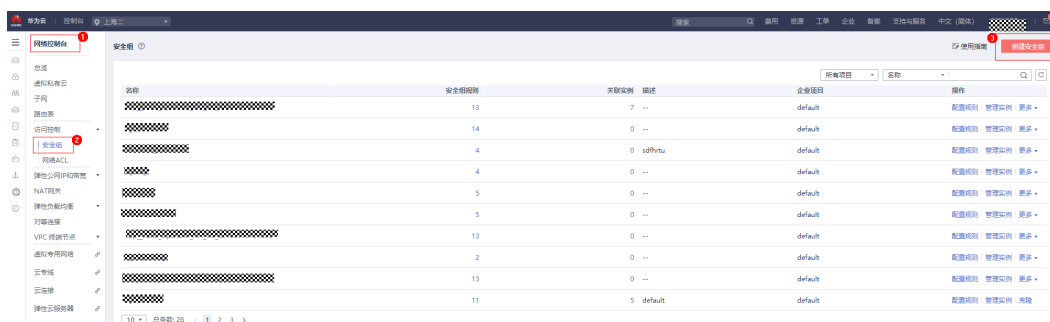 华为云 控制台 上海二 搜索 费用 资源 工单 企业 备案 支持与服务 中文 (简体)
网络控制台 1
总览
虚拟私有云
子网
路由表
访问控制
安全组 2
网络ACL
弹性公网IP和带宽
NAT网关
弹性负载均衡
对等连接
VPC 终端节点
虚拟专用网络
云专线
云连接
弹性云服务器
安全组 使用指南 3 创建安全组
所有项目 名称
名称 安全组规则 关联实例 描述 企业项目 操作
13 7 -- default 配置规则 管理实例 更多
14 0 -- default 配置规则 管理实例 更多
4 0 sdfhrtu default 配置规则 管理实例 更多
4 0 -- default 配置规则 管理实例 更多
5 0 -- default 配置规则 管理实例 更多
5 0 -- default 配置规则 管理实例 更多
13 0 -- default 配置规则 管理实例 更多
2 0 -- default 配置规则 管理实例 更多
13 0 -- default 配置规则 管理实例 更多
11 5 default default 配置规则 管理实例 克隆
10 总条数: 26 < 1 2 3 >